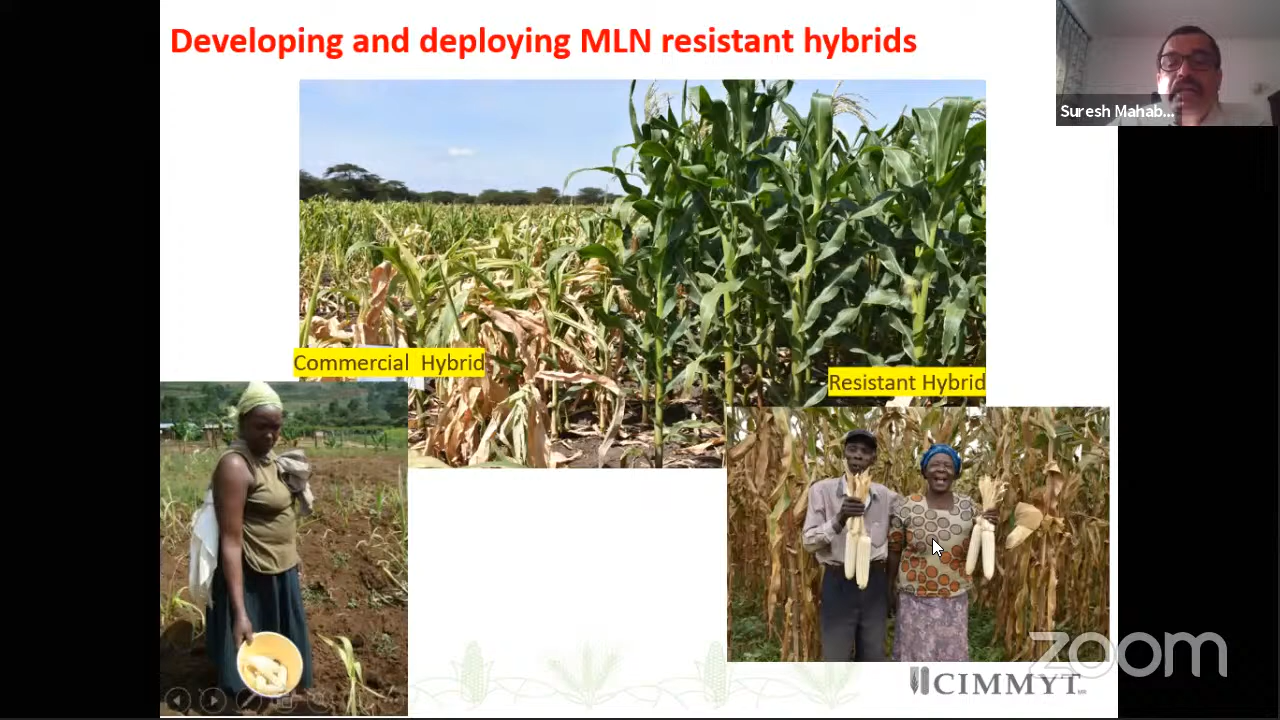 Developing and deploying MLN resistant hybrids
Suresh Mahab...
Commercial Hybrid
Resistant Hybrid
zoom
CIMMYT